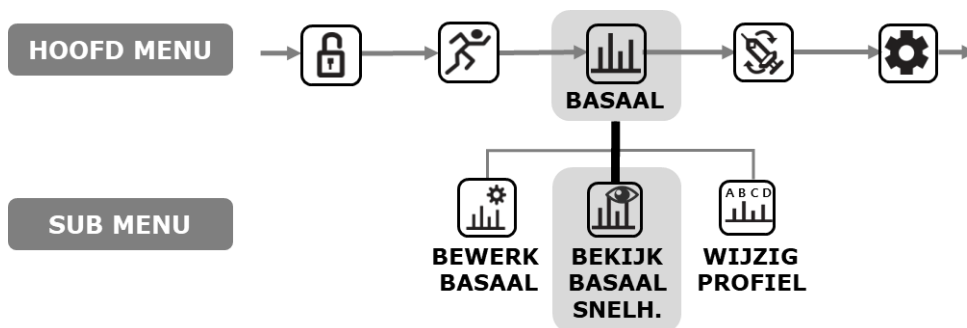 HOOFD MENU
BASAAL
SUB MENU
A B C D
BEWERK
BASAAL
BEKIJK
BASAAL
SNELH.
WIJZIG
PROFIEL